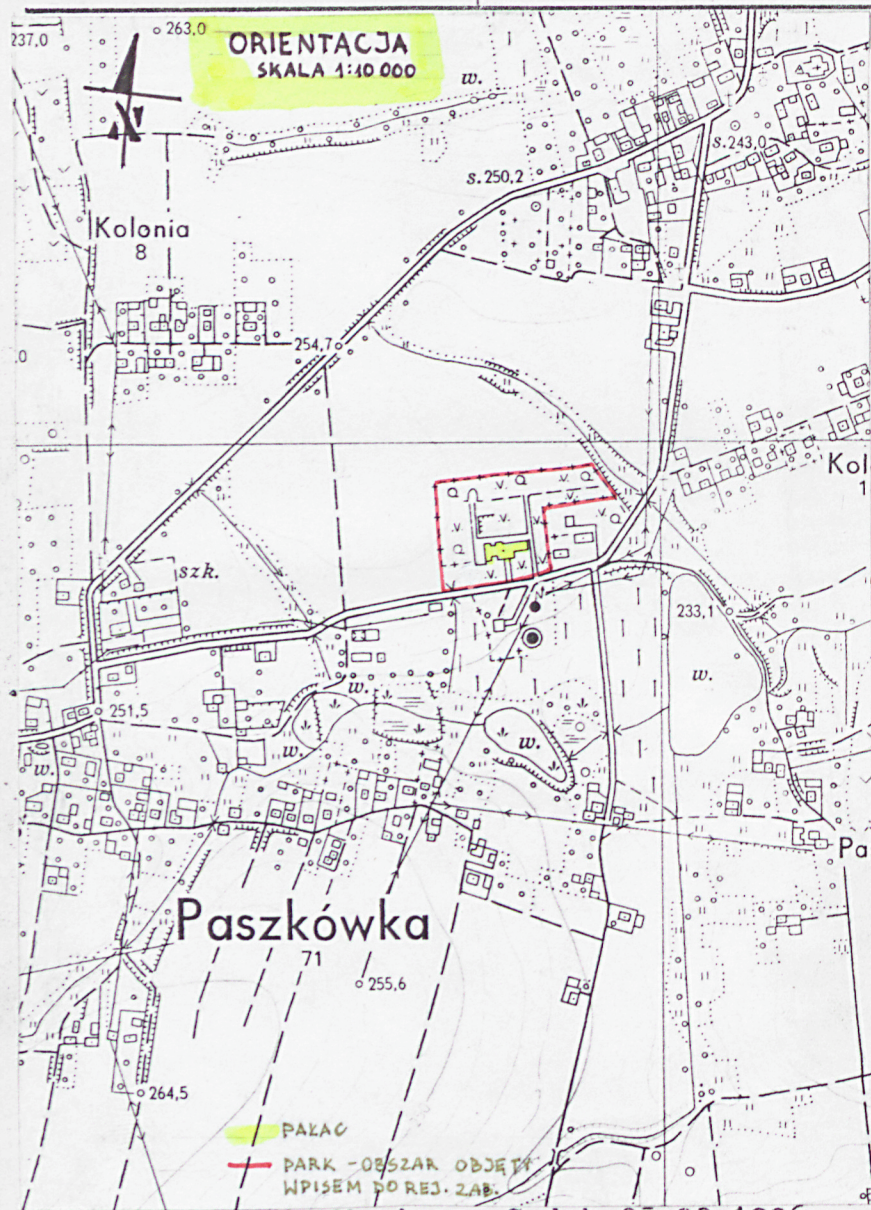 237,0
263,0
ORIENTACJA
SKALA 1:10 000
w.
s.243,0
s.250,2
Kolonia
8
254,7
Kol
1
szk.
233,1
w.
w.
251,5
w.
w.
w.
Pa
Paszkówka
71
255,6
264,5
PAŁAC
PARK - OBSZAR OBJĘTY
WPISEM DO REJ. ZAB.